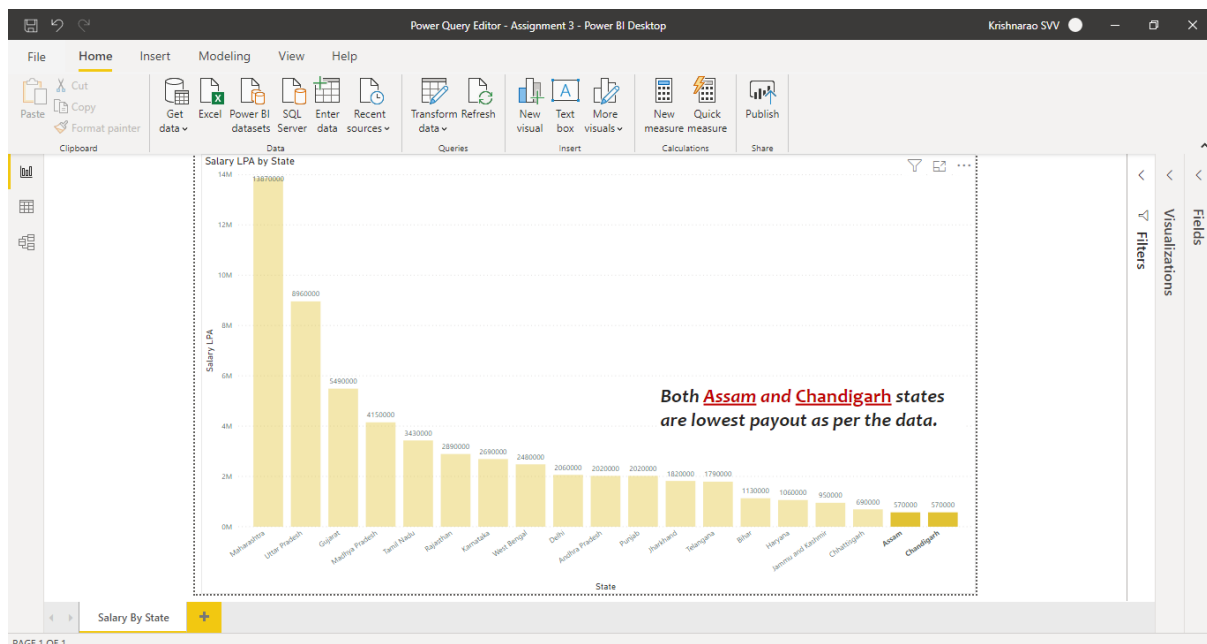 Power Query Editor - Assignment 3 - Power BI Desktop
Krishnarao SVV
File Home Insert Modeling View Help
Paste
Cut
Copy
Format painter
Clipboard
Get data
Excel
Power BI datasets
SQL Server
Enter data
Recent sources
Data
Transform data
Refresh
Queries
New visual
Text box
More visuals
Insert
New measure
Quick measure
Calculations
Publish
Share
Salary LPA by State
Salary LPA
14M
12M
10M
8M
6M
4M
2M
0M
13870000
8960000
5490000
4150000
3430000
2890000
2690000
2480000
2060000
2020000
2020000
1820000
1790000
1130000
1060000
950000
690000
570000
570000
Both Assam and Chandigarh states
are lowest payout as per the data.
Maharashtra
Uttar Pradesh
Gujarat
Madhya Pradesh
Tamil Nadu
Rajasthan
Karnataka
West Bengal
Delhi
Andhra Pradesh
Punjab
Jharkhand
Telangana
Bihar
Haryana
Jammu and Kashmir
Chhattisgarh
Assam
Chandigarh
State
Filters
Visualizations
Fields
Salary By State
PAGE 1 OF 1